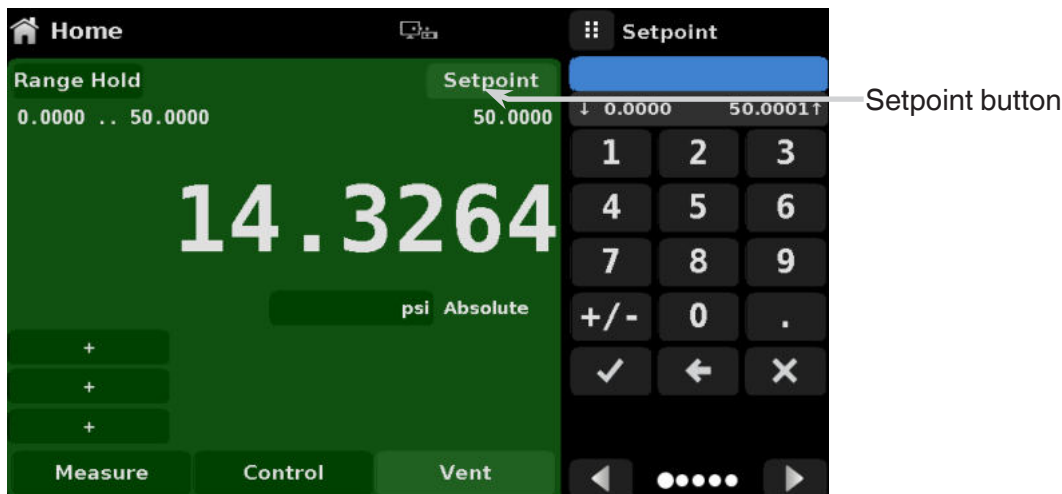 Home
Setpoint
Range Hold
Setpoint
0.0000 .. 50.0000
50.0000
↓ 0.0000 50.0001↑
Setpoint button
14.3264
psi Absolute
1 2 3
4 5 6
7 8 9
+/- 0 .
+
+
+
Measure Control Vent